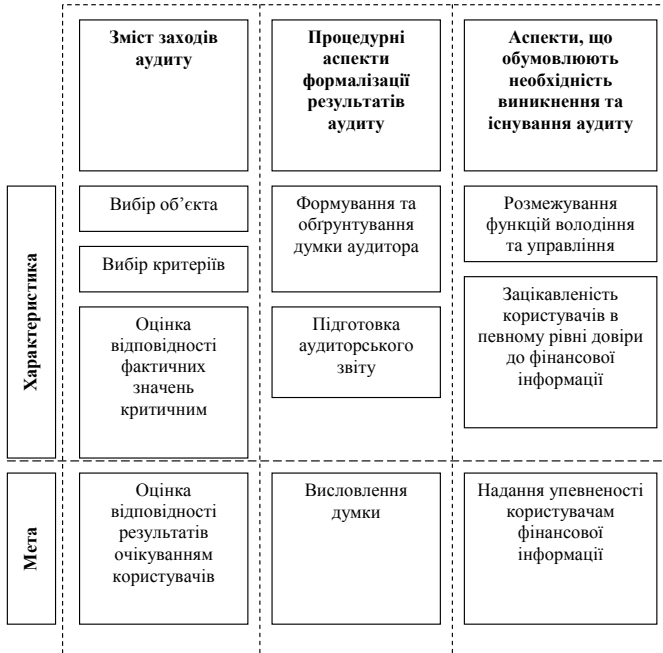 Зміст заходів
аудиту
Процедурні
аспекти
формалізації
результатів
аудиту
Аспекти, що
обумовлюють
необхідність
виникнення та
існування аудиту
Характеристика
Вибір об’єкта
Вибір критеріїв
Оцінка
відповідності
фактичних
значень
критичним
Формування та
обґрунтування
думки аудитора
Підготовка
аудиторського
звіту
Розмежування
функцій володіння
та управління
Зацікавленість
користувачів в
певному рівні довіри
до фінансової
інформації
Мета
Оцінка
відповідності
результатів
очікуванням
користувачів
Висловлення
думки
Надання упевненості
користувачам
фінансової
інформації